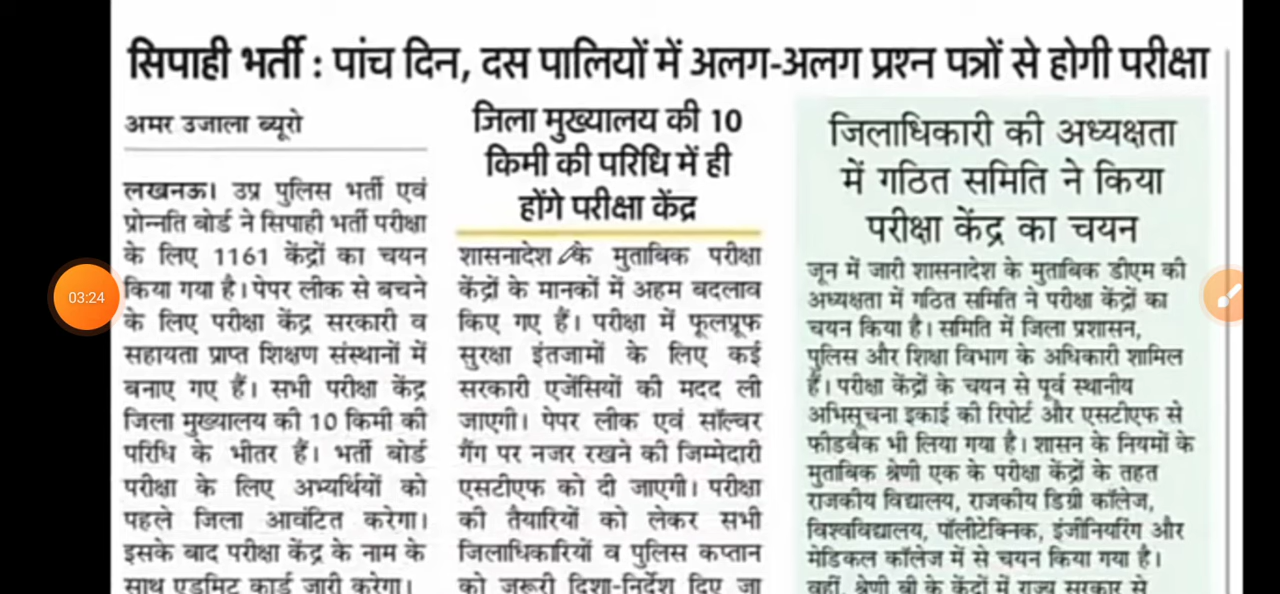 सिपाही भर्ती : पांच दिन, दस पालियों में अलग-अलग प्रश्न पत्रों से होगी परीक्षा
अमर उजाला ब्यूरो
लखनऊ। उप्र पुलिस भर्ती एवं
प्रोन्नति बोर्ड ने सिपाही भर्ती परीक्षा
के लिए 1161 केंद्रों का चयन
किया गया है। पेपर लीक से बचने
के लिए परीक्षा केंद्र सरकारी व
सहायता प्राप्त शिक्षण संस्थानों में
बनाए गए हैं। सभी परीक्षा केंद्र
जिला मुख्यालय की 10 किमी की
परिधि के भीतर हैं। भर्ती बोर्ड
परीक्षा के लिए अभ्यर्थियों को
पहले जिला आवंटित करेगा।
इसके बाद परीक्षा केंद्र के नाम के
साथ एडमिट कार्ड जारी करेगा।
जिला मुख्यालय की 10
किमी की परिधि में ही
होंगे परीक्षा केंद्र
शासनादेश के मुताबिक परीक्षा
केंद्रों के मानकों में अहम बदलाव
किए गए हैं। परीक्षा में फूलप्रूफ
सुरक्षा इंतजामों के लिए कई
सरकारी एजेंसियों की मदद ली
जाएगी। पेपर लीक एवं सॉल्वर
गैंग पर नजर रखने की जिम्मेदारी
एसटीएफ को दी जाएगी। परीक्षा
की तैयारियों को लेकर सभी
जिलाधिकारियों व पुलिस कप्तान
को जरूरी दिशा-निर्देश दिए जा
जिलाधिकारी की अध्यक्षता
में गठित समिति ने किया
परीक्षा केंद्र का चयन
जून में जारी शासनादेश के मुताबिक डीएम की
अध्यक्षता में गठित समिति ने परीक्षा केंद्रों का
चयन किया है। समिति में जिला प्रशासन,
पुलिस और शिक्षा विभाग के अधिकारी शामिल
हैं। परीक्षा केंद्रों के चयन से पूर्व स्थानीय
अभिसूचना इकाई की रिपोर्ट और एसटीएफ से
फीडबैक भी लिया गया है। शासन के नियमों के
मुताबिक श्रेणी एक के परीक्षा केंद्रों के तहत
राजकीय विद्यालय, राजकीय डिग्री कॉलेज,
विश्वविद्यालय, पॉलीटेक्निक, इंजीनियरिंग और
मेडिकल कॉलेज में से चयन किया गया है।
वहीं, श्रेणी बी के केंद्रों में राज्य सरकार से
03:24